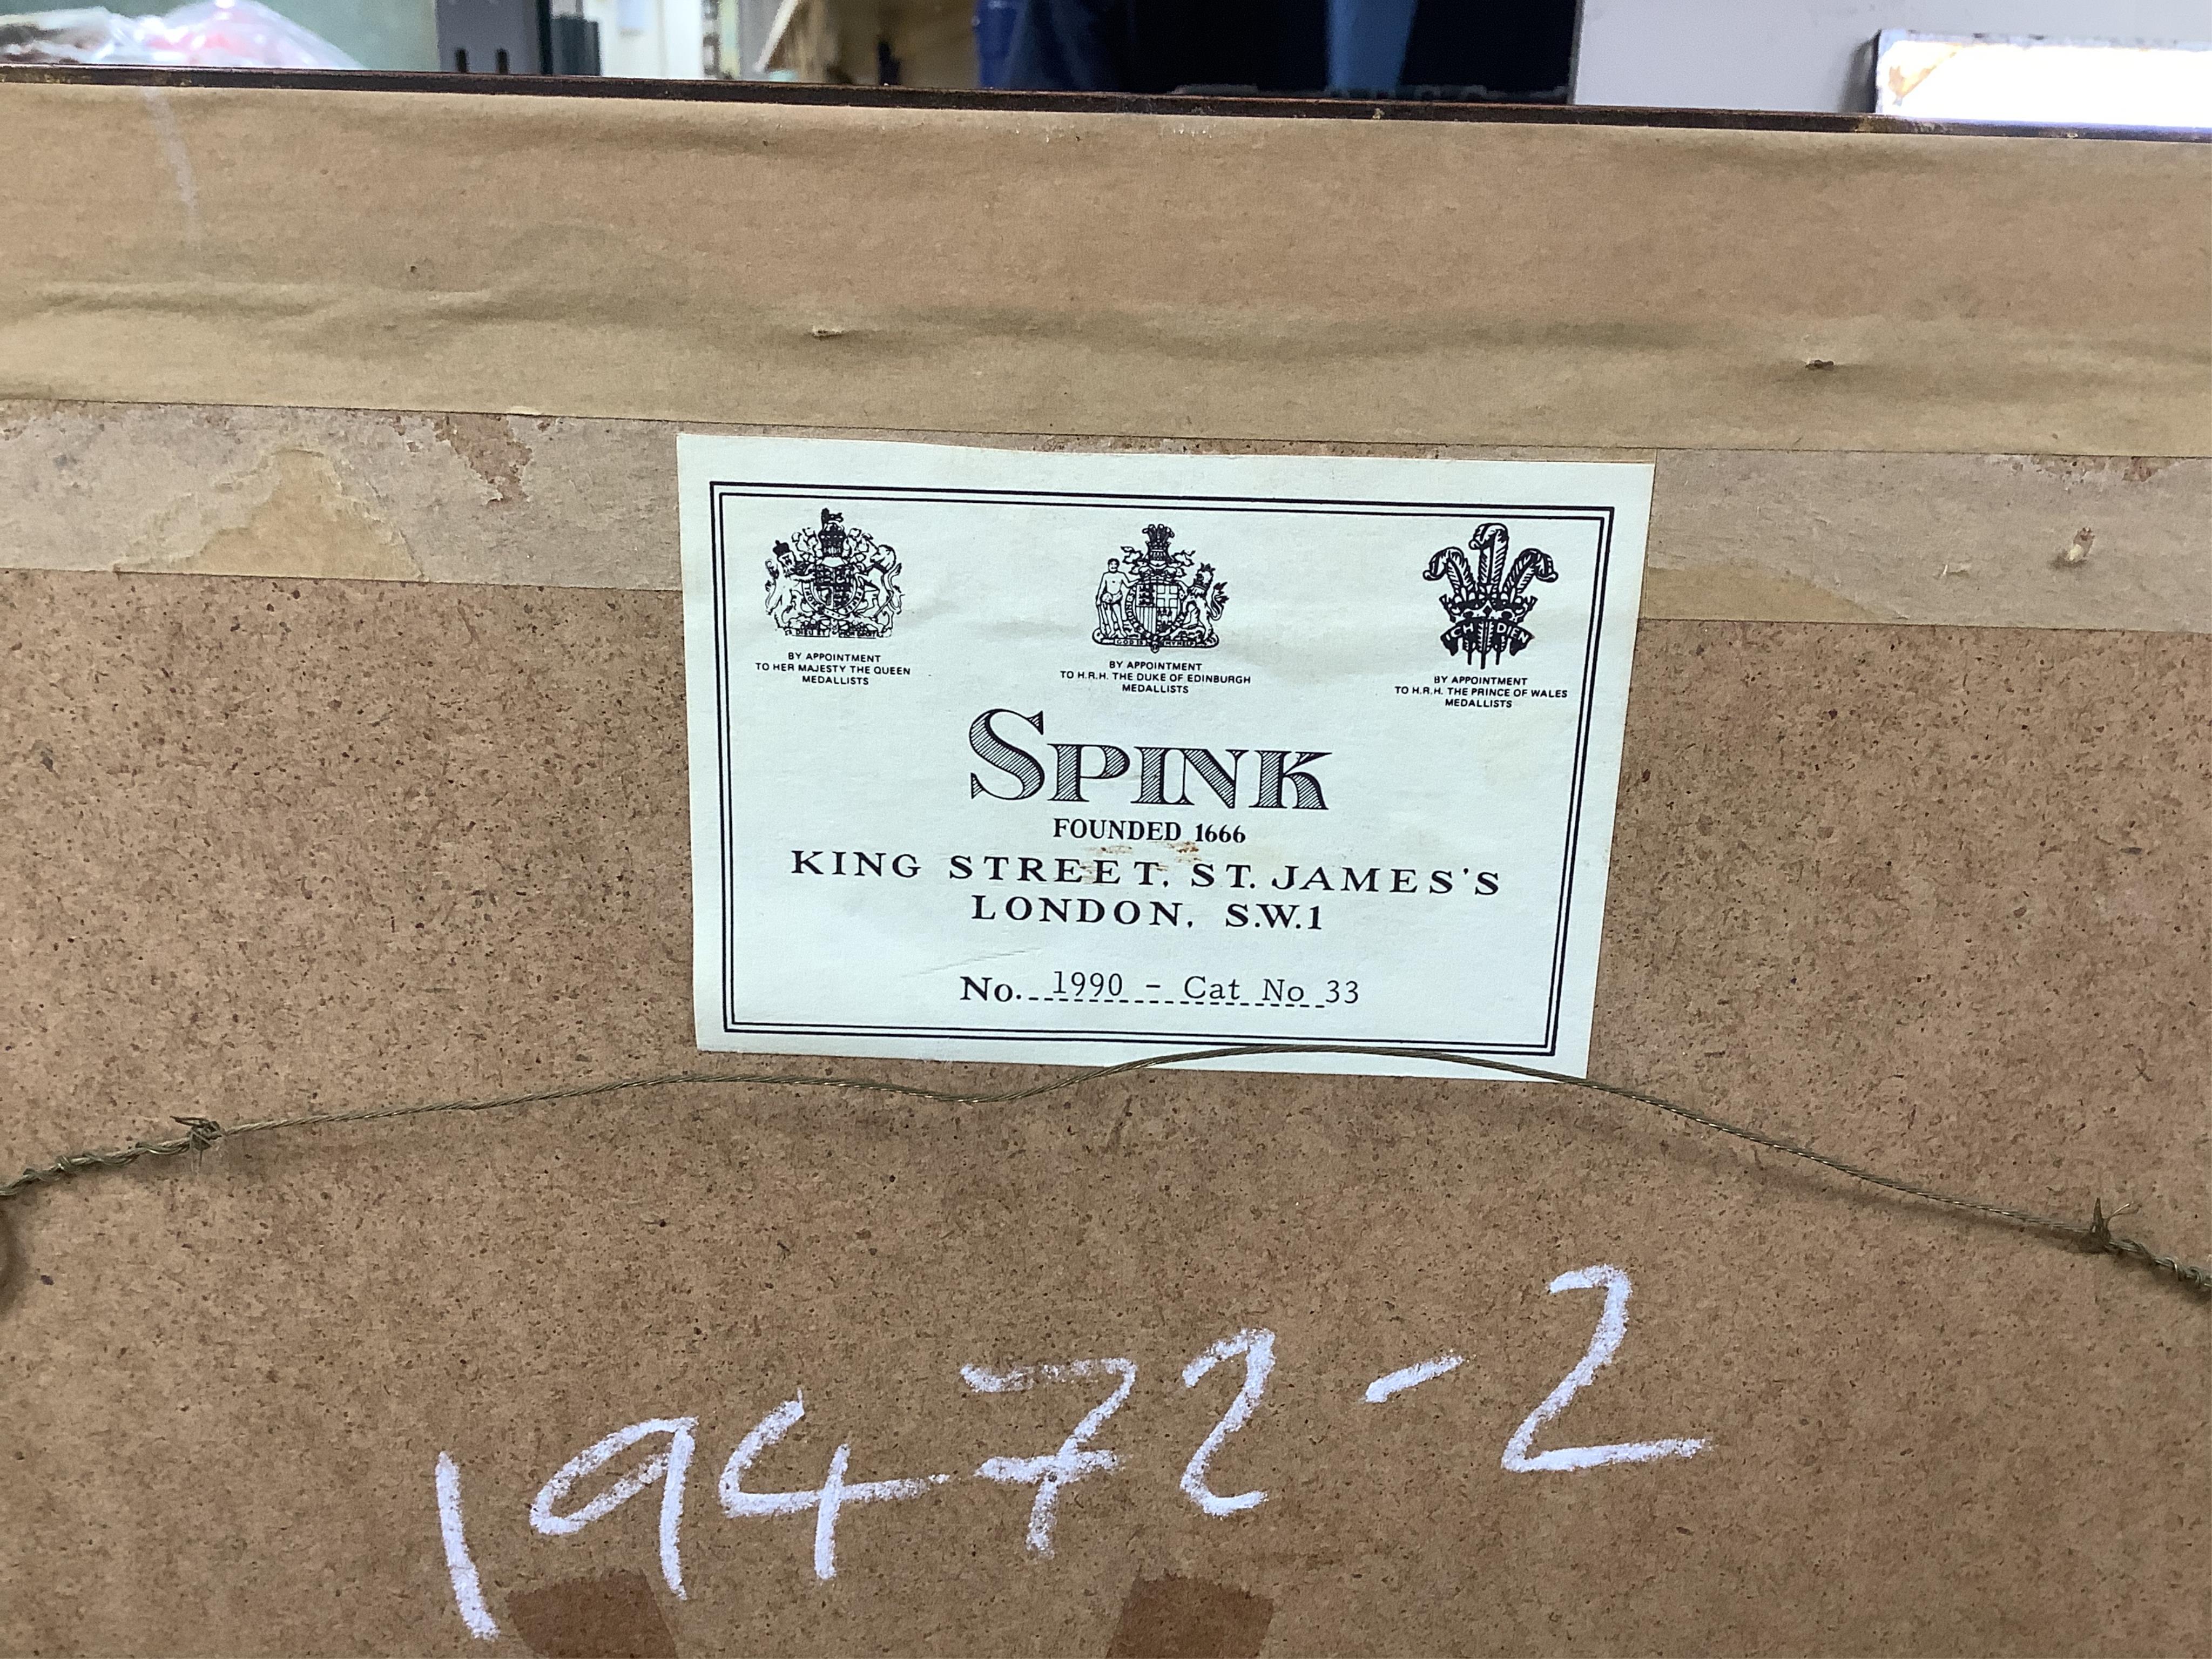 BY APPOINTMENT
TO HER MAJESTY THE QUEEN
MEDALLISTS
BY APPOINTMENT
TO H.R.H. THE DUKE OF EDINBURGH
MEDALLISTS
ICH DIEN
BY APPOINTMENT
TO H.R.H. THE PRINCE OF WALES
MEDALLISTS
SPINK
FOUNDED 1666
KING STREET, ST. JAMES'S
LONDON, S.W.1
No. 1990 - Cat No 33
19472-2